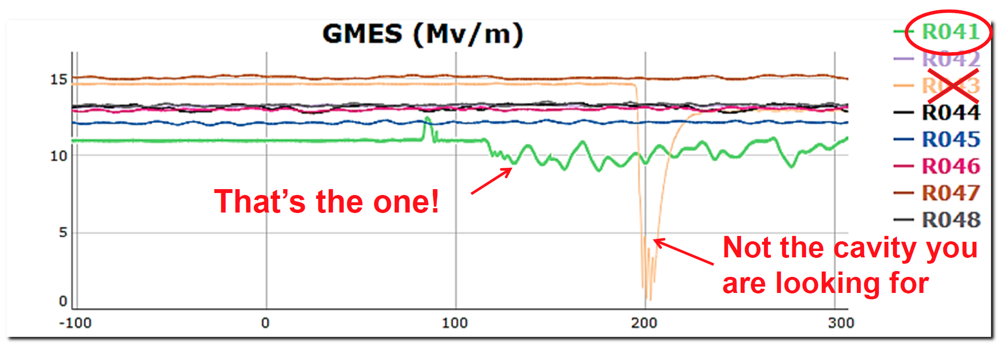 GMES (Mv/m)
R041
R042
R043
R044
R045
R046
R047
R048
15
10
5
0
-100
0
100
200
300
That’s the one!
Not the cavity you
are looking for